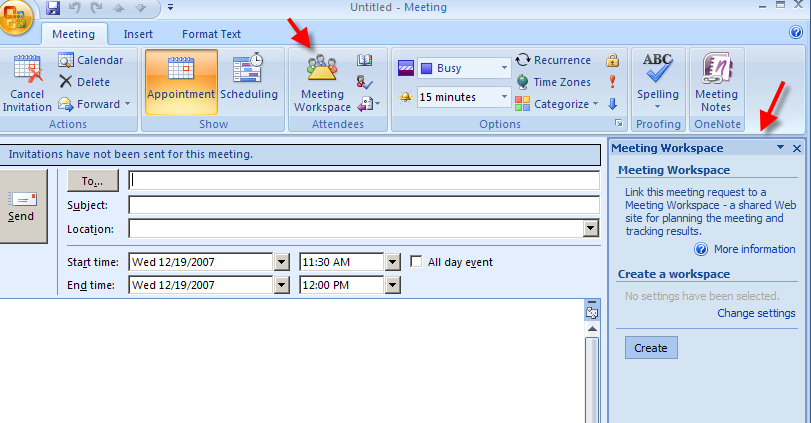 Untitled - Meeting
Meeting Insert Format Text
Cancel Invitation
Calendar
Delete
Forward
Actions
Appointment Scheduling
Show
Meeting Workspace
Attendees
Busy
15 minutes
Recurrence
Time Zones
Categorize
Options
ABC
Spelling
Proofing
Meeting Notes
OneNote
Invitations have not been sent for this meeting.
Send
To...
Subject:
Location:
Start time: Wed 12/19/2007 11:30 AM All day event
End time: Wed 12/19/2007 12:00 PM
Meeting Workspace
Meeting Workspace
Link this meeting request to a
Meeting Workspace - a shared Web
site for planning the meeting and
tracking results.
More information
Create a workspace
No settings have been selected.
Change settings
Create